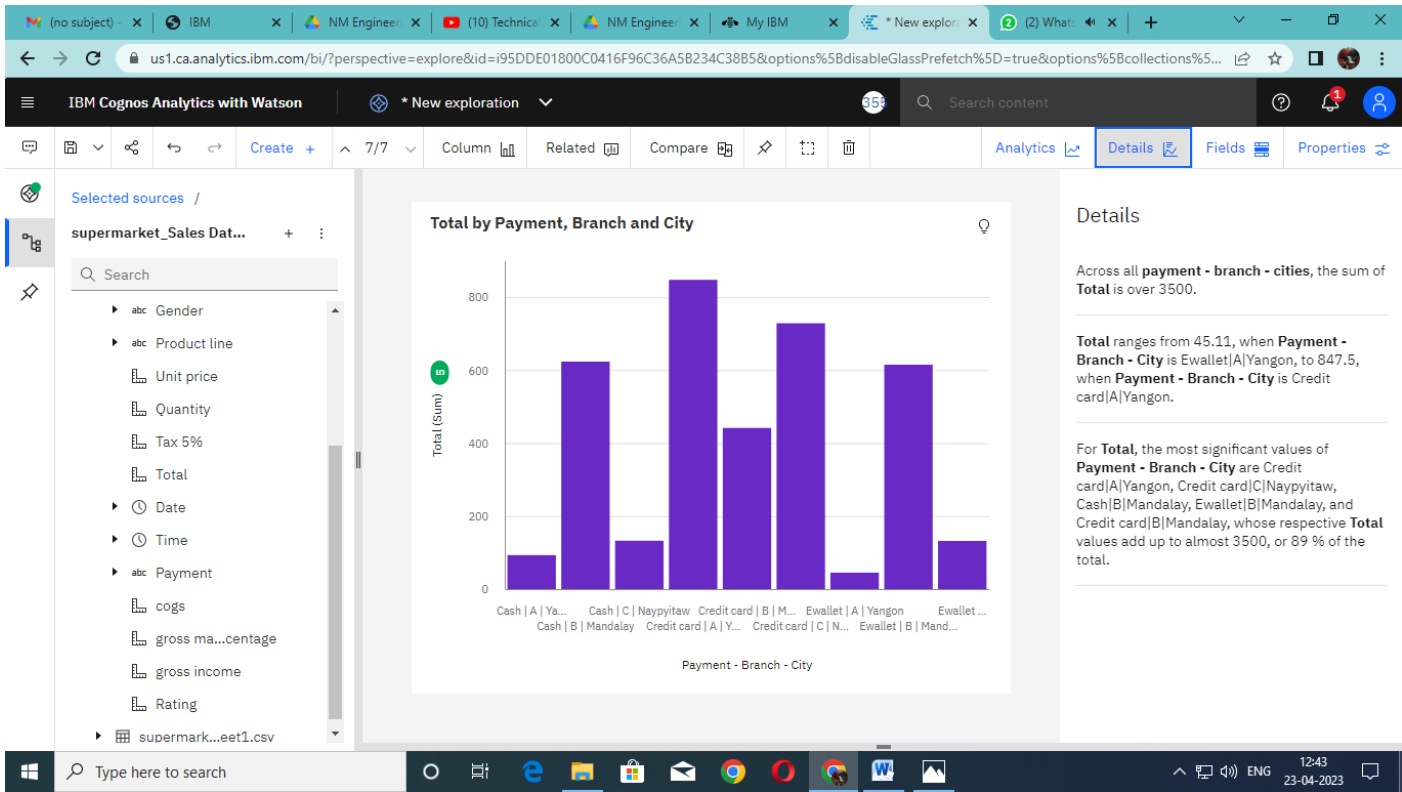 (no subject) -
IBM
NM Engineeri
(10) Technical
NM Engineeri
My IBM
* New explora
(2) Whats
us1.ca.analytics.ibm.com/bi/?perspective=explore&id=i95DDE01800C0416F96C36A5B234C38B5&options%5BdisableGlassPrefetch%5D=true&options%5Bcollections%5...
IBM Cognos Analytics with Watson
* New exploration
355
Search content
1
Create +
7/7
Column
Related
Compare
Analytics
Details
Fields
Properties
Selected sources /
supermarket_Sales Dat...
Search
abc Gender
abc Product line
Unit price
Quantity
Tax 5%
Total
Date
Time
abc Payment
cogs
gross ma...centage
gross income
Rating
supermark...eet1.csv
Total by Payment, Branch and City
800
600
400
200
0
5
Total (Sum)
Cash | A | Ya...
Cash | C | Naypyitaw
Credit card | B | M...
Ewallet | A | Yangon
Ewallet ...
Cash | B | Mandalay
Credit card | A | Y...
Credit card | C | N...
Ewallet | B | Mand...
Payment - Branch - City
Details
Across all payment - branch - cities, the sum of
Total is over 3500.
Total ranges from 45.11, when Payment -
Branch - City is Ewallet|A|Yangon, to 847.5,
when Payment - Branch - City is Credit
card|A|Yangon.
For Total, the most significant values of
Payment - Branch - City are Credit
card|A|Yangon, Credit card|C|Naypyitaw,
Cash|B|Mandalay, Ewallet|B|Mandalay, and
Credit card|B|Mandalay, whose respective Total
values add up to almost 3500, or 89 % of the
total.
Type here to search
ENG
12:43
23-04-2023